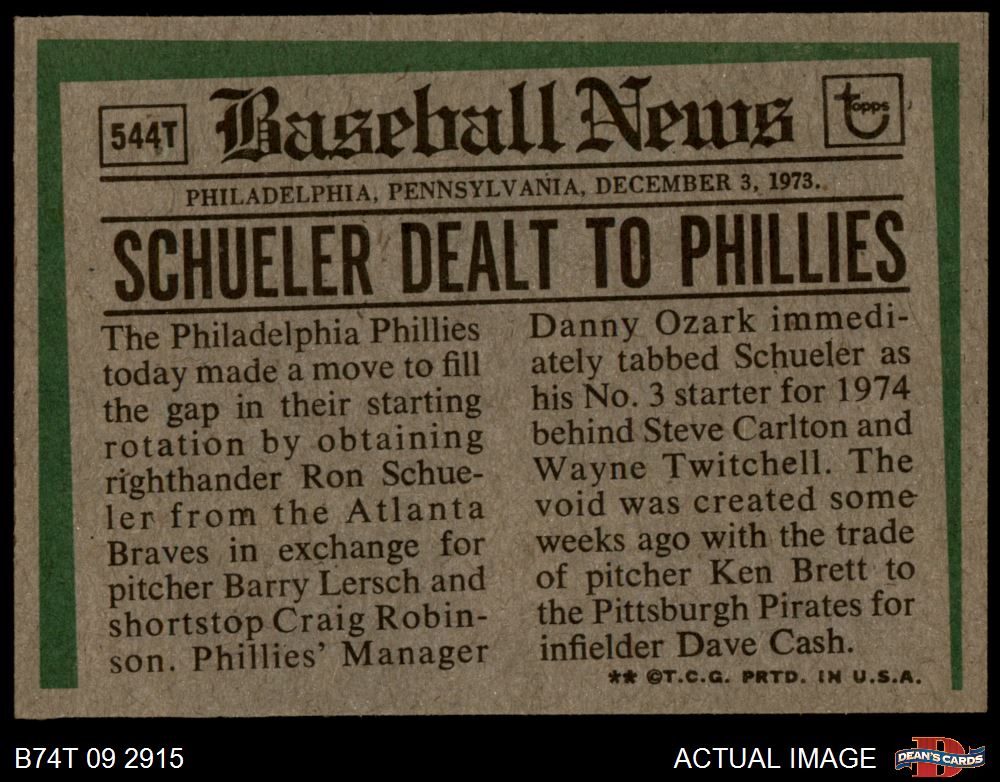 544T
Baseball News
topps
PHILADELPHIA, PENNSYLVANIA, DECEMBER 3, 1973.
SCHUELER DEALT TO PHILLIES
The Philadelphia Phillies
today made a move to fill
the gap in their starting
rotation by obtaining
righthander Ron Schue-
ler from the Atlanta
Braves in exchange for
pitcher Barry Lersch and
shortstop Craig Robin-
son. Phillies' Manager
Danny Ozark immedi-
ately tabbed Schueler as
his No. 3 starter for 1974
behind Steve Carlton and
Wayne Twitchell. The
void was created some
weeks ago with the trade
of pitcher Ken Brett to
the Pittsburgh Pirates for
infielder Dave Cash.
** ©T.C.G. PRTD. IN U.S.A.
B74T 09 2915
ACTUAL IMAGE
D
DEAN'S CARDS